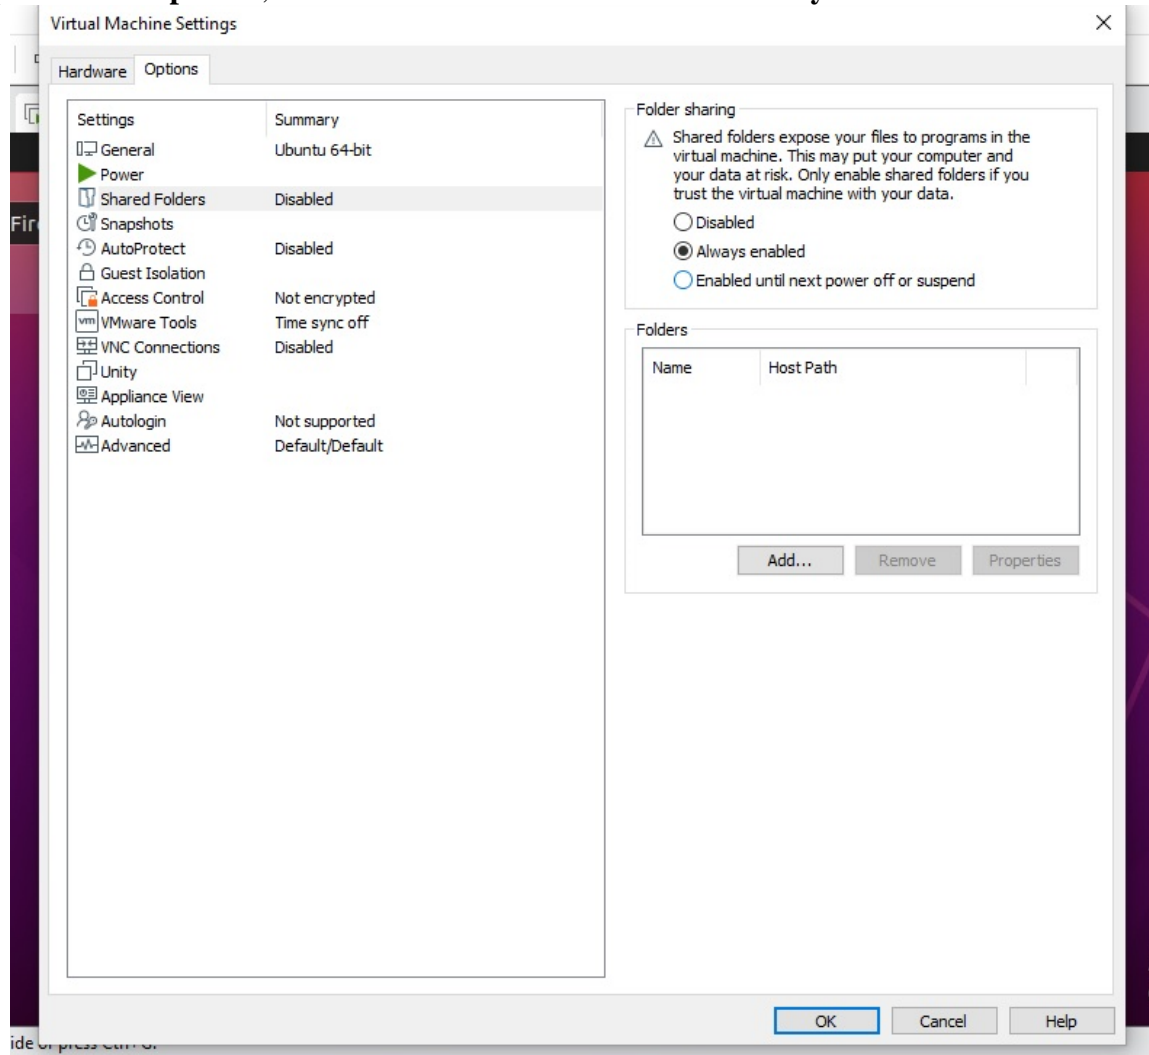 Virtual Machine Settings
Hardware Options
Settings Summary
General Ubuntu 64-bit
Power
Shared Folders Disabled
Snapshots
AutoProtect Disabled
Guest Isolation
Access Control Not encrypted
vm VMware Tools Time sync off
VNC Connections Disabled
Unity
Appliance View
Autologin Not supported
Advanced Default/Default
Folder sharing
Shared folders expose your files to programs in the
virtual machine. This may put your computer and
your data at risk. Only enable shared folders if you
trust the virtual machine with your data.
Disabled
Always enabled
Enabled until next power off or suspend
Folders
Name Host Path
Add... Remove Properties
OK Cancel Help
Fire